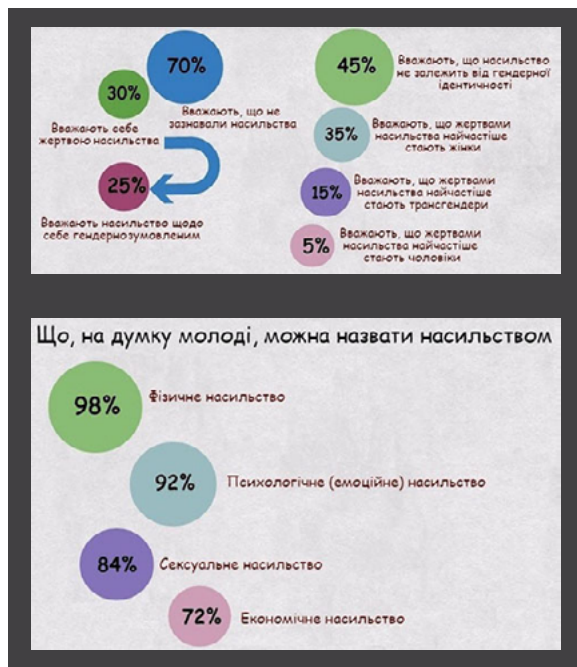 70%
30%
Вважають, що не
зазнавали насильства
Вважають себе
жертвою насильства
25%
Вважають насильство щодо
себе гендернозумовленим
45%
Вважають, що насильство
не залежить від гендерної
ідентичності
35%
Вважають, що жертвами
насильства найчастіше
стають жінки
15%
Вважають, що жертвами
насильства найчастіше
стають трансгендери
5%
Вважають, що жертвами
насильства найчастіше
стають чоловіки
Що, на думку молоді, можна назвати насильством
98%
Фізичне насильство
92%
Психологічне (емоційне) насильство
84%
Сексуальне насильство
72%
Економічне насильство